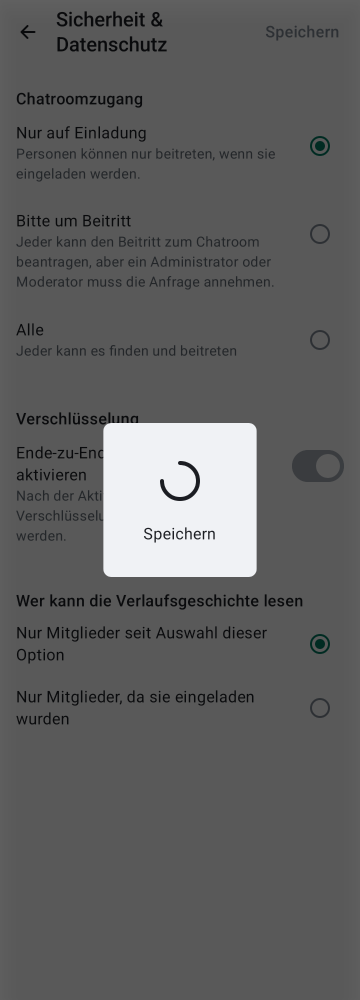 Sicherheit &
Datenschutz
Speichern
Chatroomzugang
Nur auf Einladung
Personen können nur beitreten, wenn sie
eingeladen werden.
Bitte um Beitritt
Jeder kann den Beitritt zum Chatroom
beantragen, aber ein Administrator oder
Moderator muss die Anfrage annehmen.
Alle
Jeder kann es finden und beitreten
Verschlüsselung
Ende-zu-End
aktivieren
Nach der Akti
Verschlüsselu
werden.
Speichern
Wer kann die Verlaufsgeschichte lesen
Nur Mitglieder seit Auswahl dieser
Option
Nur Mitglieder, da sie eingeladen
wurden